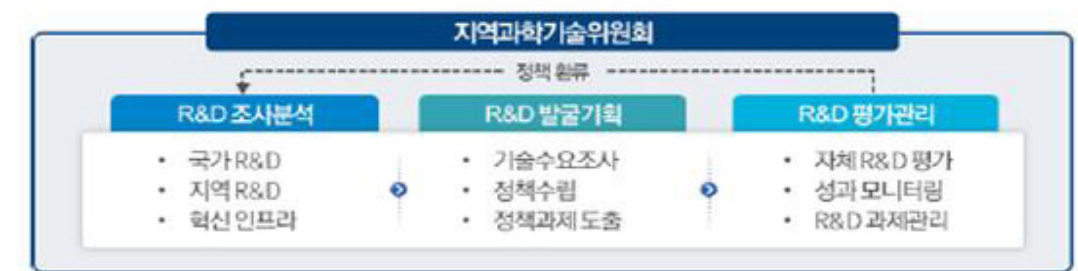 지역과학기술위원회
정책 환류
R&D 조사분석
R&D 발굴기획
R&D 평가관리
• 국가 R&D
• 지역 R&D
• 혁신 인프라
• 기술수요조사
• 정책수립
• 정책과제 도출
• 자체 R&D 평가
• 성과 모니터링
• R&D 과제관리